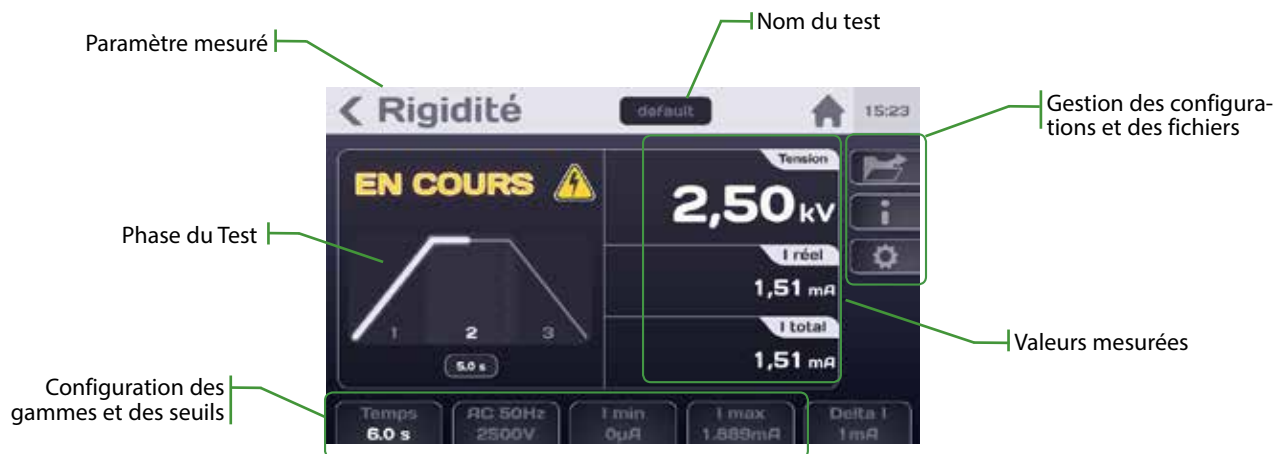 Nom du test
Paramètre mesuré
Rigidité
default
15:23
Gestion des configura-
tions et des fichiers
EN COURS
Tension
2,50 kV
Phase du Test
I réel
1,51 mA
1
2
3
5.0 s
I total
1,51 mA
Valeurs mesurées
Configuration des
gammes et des seuils
Temps
6.0 s
AC 50Hz
2500V
I min
0µA
I max
1.889mA
Delta I
1mA